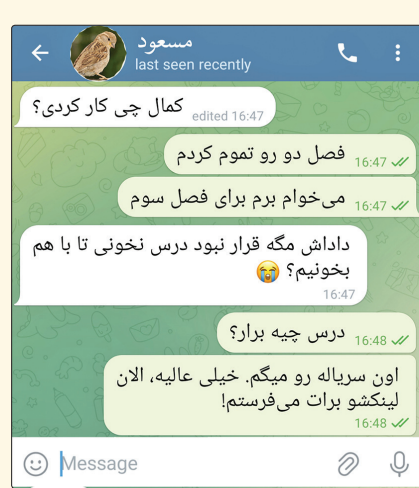 مسعود
last seen recently
کمال چی کار کردی؟
edited 16:47
فصل دو رو تموم کردم
16:47
می‌خوام برم برای فصل سوم
16:47
داداش مگه قرار نبود درس نخونی تا با هم
بخونیم؟ 😭
16:47
درس چیه برار؟
16:48
اون سریاله رو میگم. خیلی عالیه، الان
لینکشو برات می‌فرستم!
16:48
Message